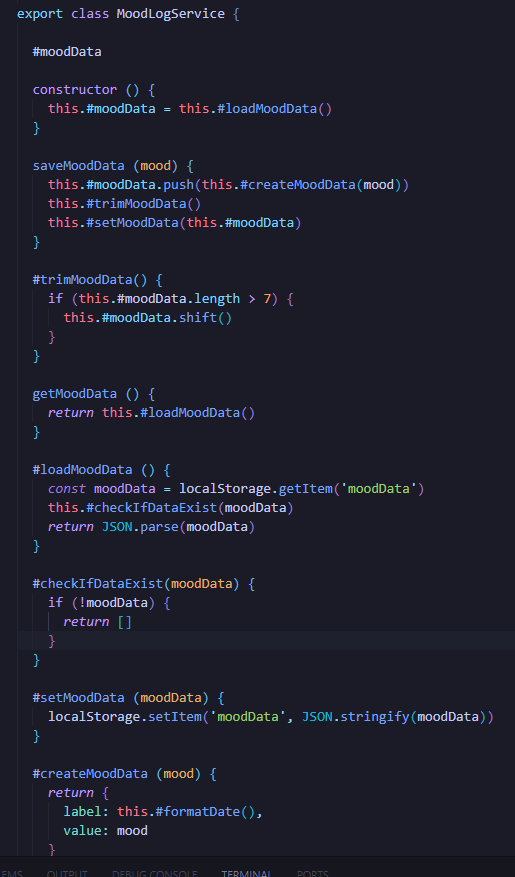 export class MoodLogService {
#moodData
constructor () {
this.#moodData = this.#loadMoodData()
}
saveMoodData (mood) {
this.#moodData.push(this.#createMoodData(mood))
this.#trimMoodData()
this.#setMoodData(this.#moodData)
}
#trimMoodData() {
if (this.#moodData.length > 7) {
this.#moodData.shift()
}
}
getMoodData () {
return this.#loadMoodData()
}
#loadMoodData () {
const moodData = localStorage.getItem('moodData')
this.#checkIfDataExist(moodData)
return JSON.parse(moodData)
}
#checkIfDataExist(moodData) {
if (!moodData) {
return []
}
}
#setMoodData (moodData) {
localStorage.setItem('moodData', JSON.stringify(moodData))
}
#createMoodData (mood) {
return {
label: this.#formatDate(),
value: mood
}
EMS OUTPUT DEBUG CONSOLE TERMINAL PORTS